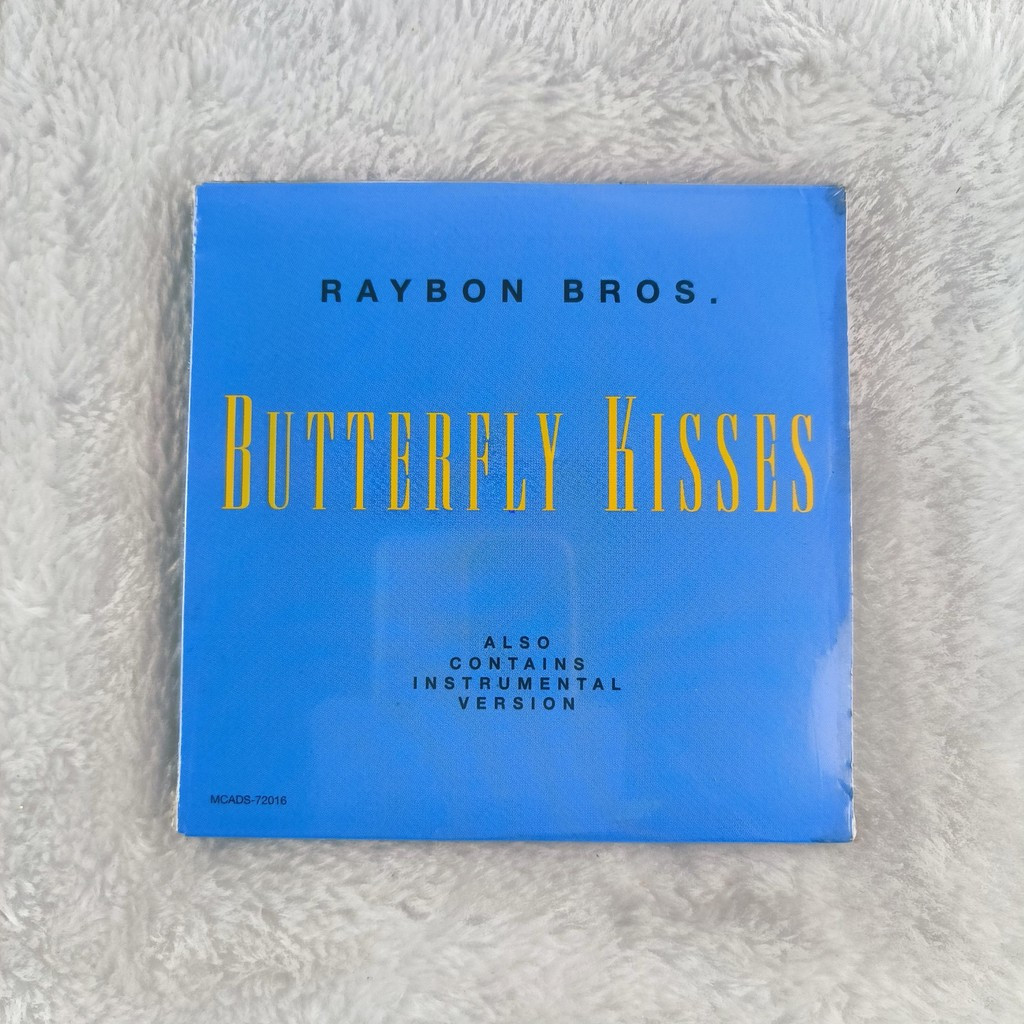 RAYBON BROS.
BUTTERFLY KISSES
ALSO
CONTAINS
INSTRUMENTAL
VERSION
MCADS-72016